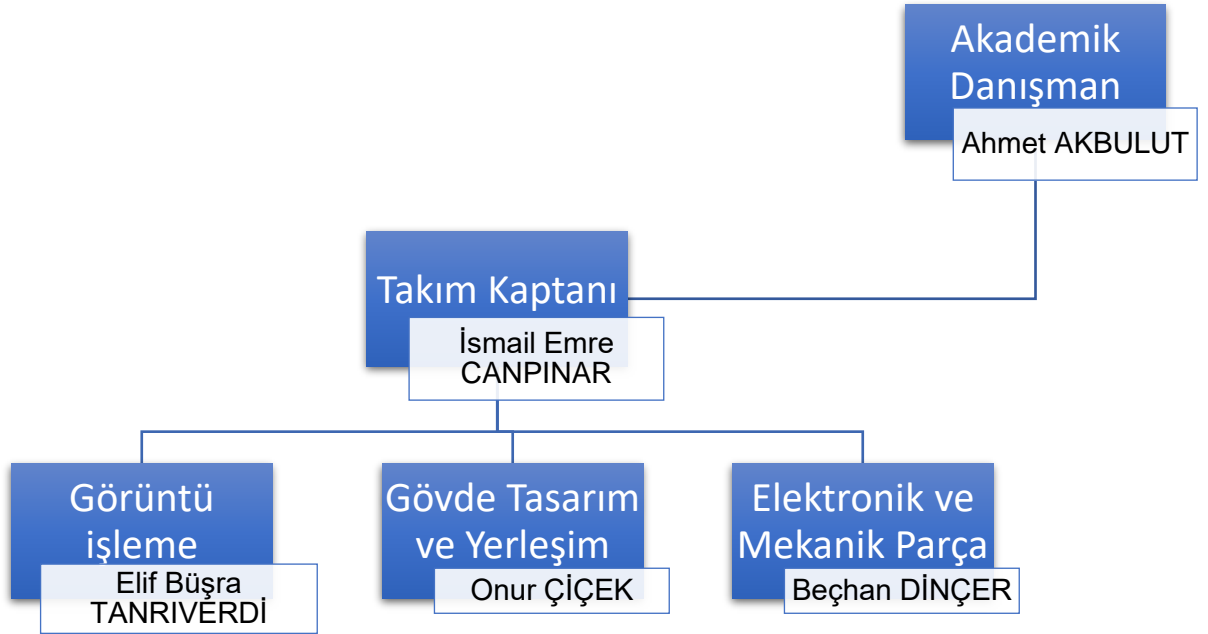 Akademik
Danışman
Ahmet AKBULUT
Takım Kaptanı
İsmail Emre
CANPINAR
Görüntü
işleme
Elif Büşra
TANRIVERDİ
Gövde Tasarım
ve Yerleşim
Onur ÇİÇEK
Elektronik ve
Mekanik Parça
Beçhan DİNÇER